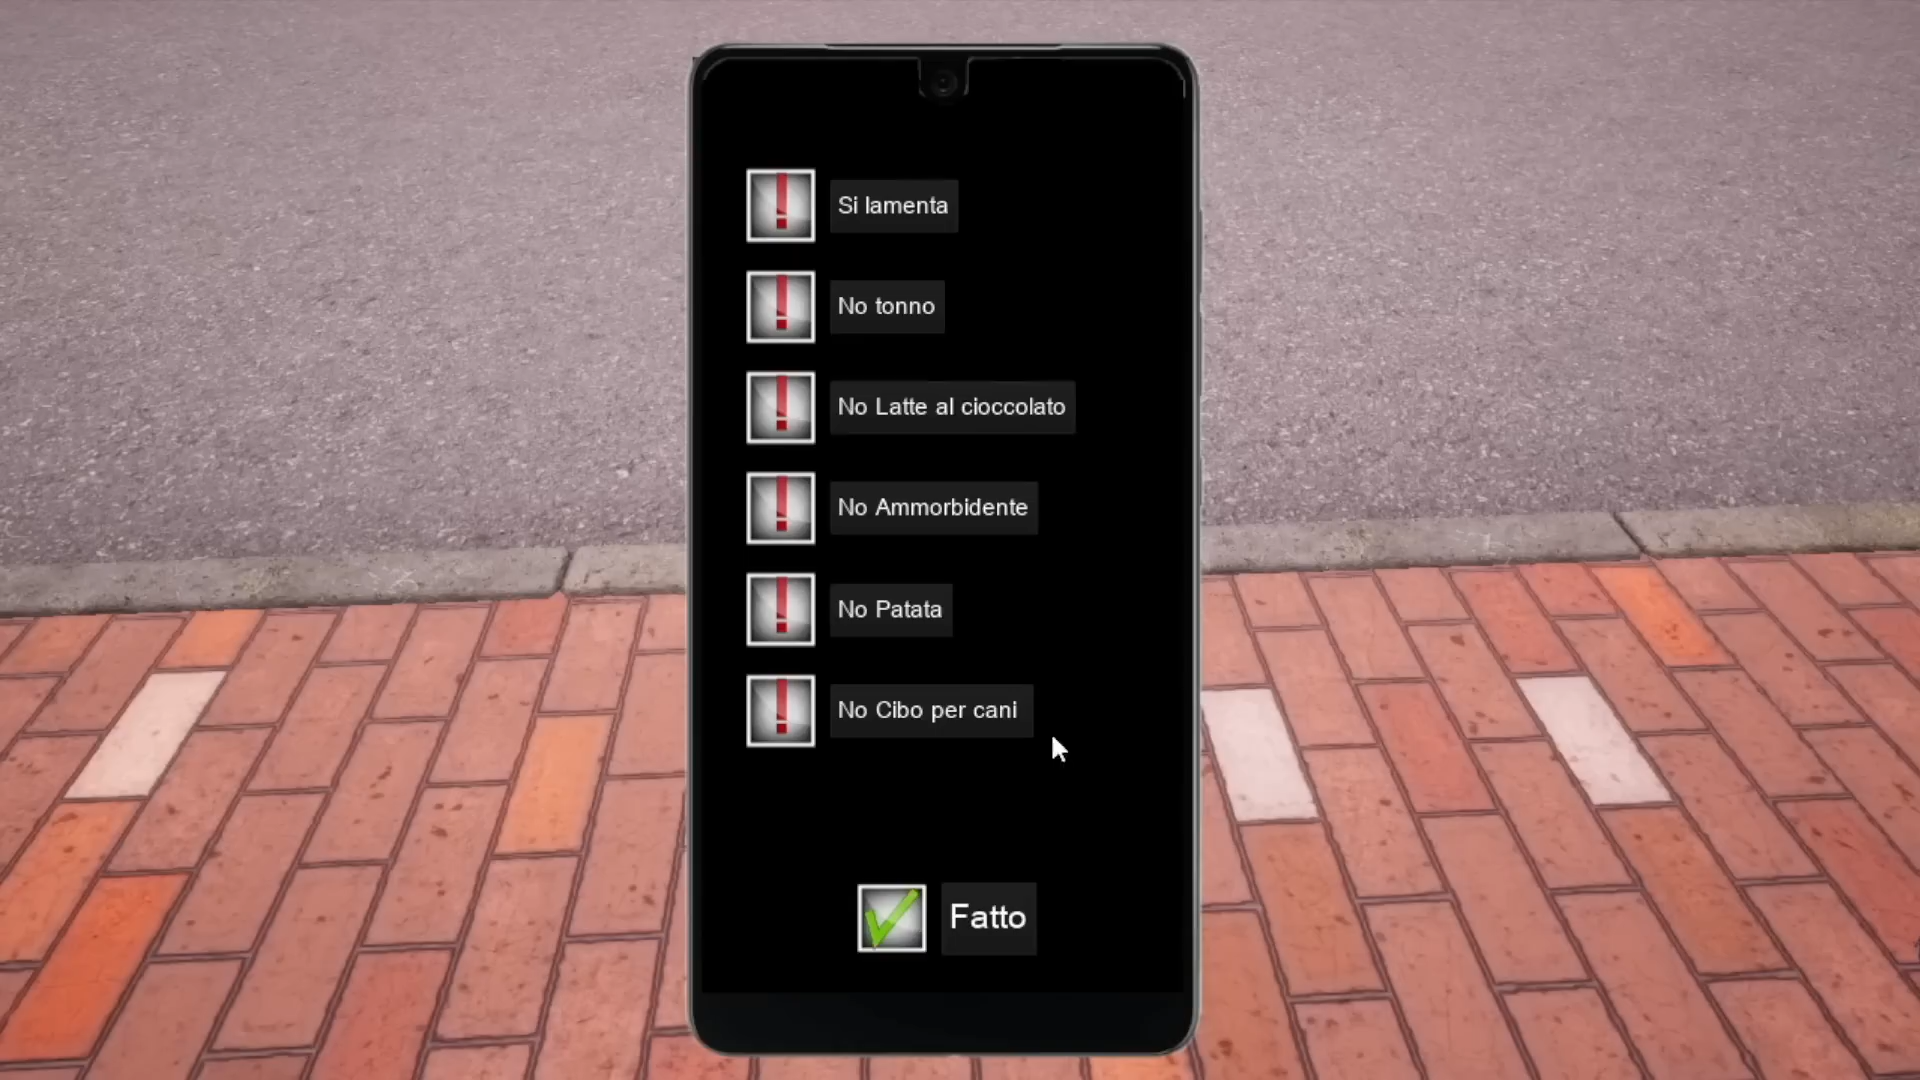 Si lamenta
No tonno
No Latte al cioccolato
No Ammorbidente
No Patata
No Cibo per cani
Fatto